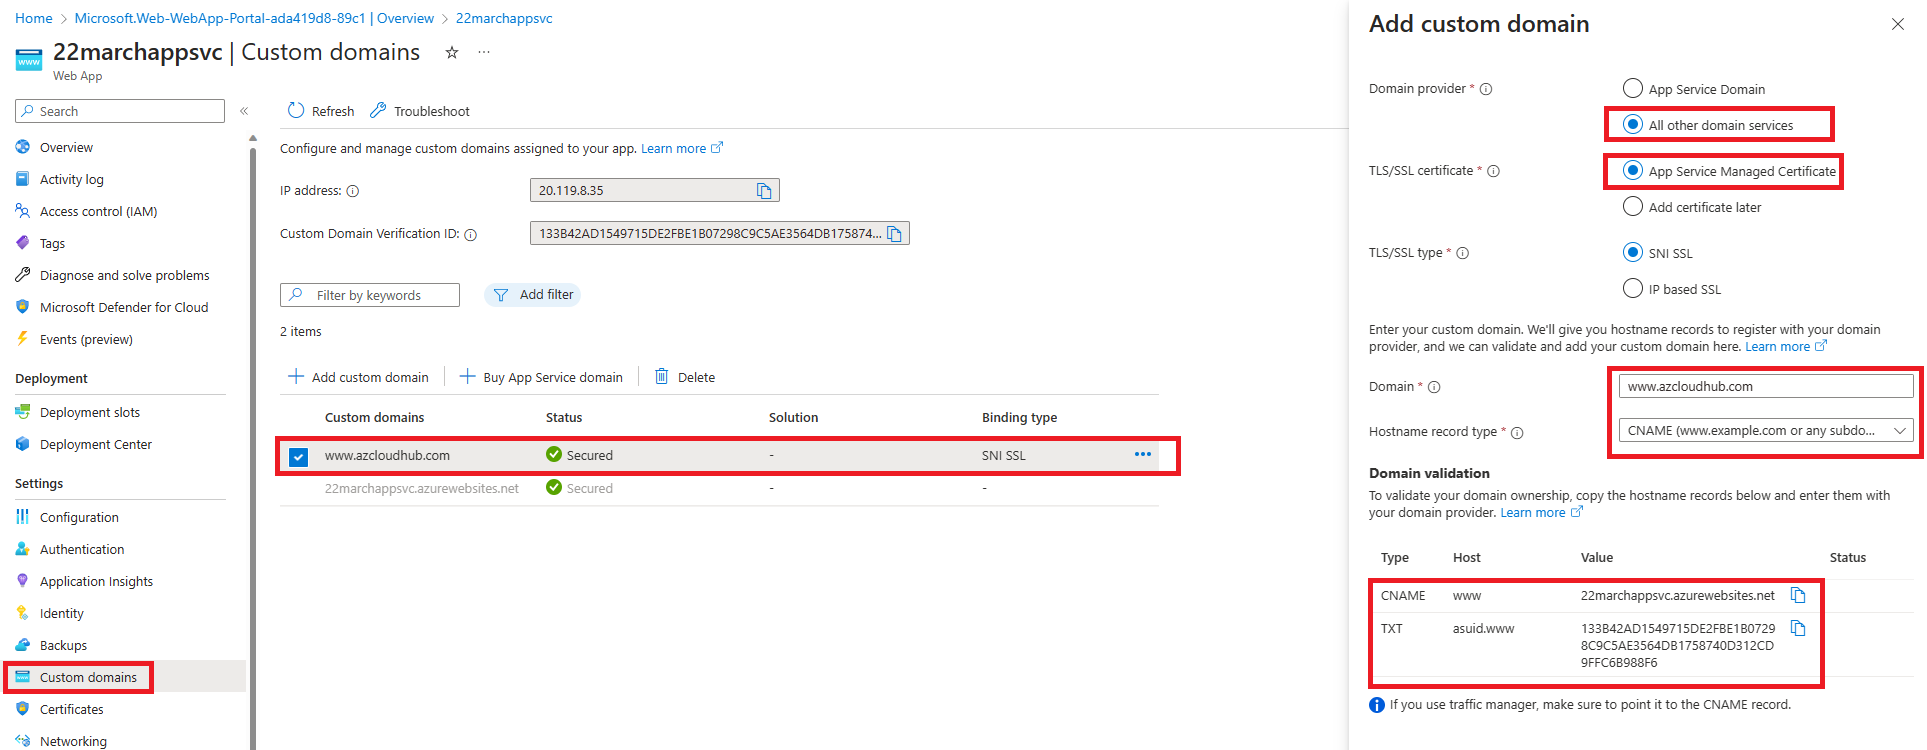 Home > Microsoft.Web-WebApp-Portal-ada419d8-89c1 | Overview > 22marchappsvc
22marchappsvc | Custom domains
Web App
Search
Overview
Activity log
Access control (IAM)
Tags
Diagnose and solve problems
Microsoft Defender for Cloud
Events (preview)
Deployment
Deployment slots
Deployment Center
Settings
Configuration
Authentication
Application Insights
Identity
Backups
Custom domains
Certificates
Networking
Refresh Troubleshoot
Configure and manage custom domains assigned to your app. Learn more
IP address: 20.119.8.35
Custom Domain Verification ID: 133B42AD1549715DE2FBE1B07298C9C5AE3564DB175874...
Filter by keywords Add filter
2 items
Add custom domain Buy App Service domain Delete
Custom domains Status Solution Binding type
www.azcloudhub.com Secured - SNI SSL
22marchappsvc.azurewebsites.net Secured - -
Add custom domain
Domain provider * App Service Domain
All other domain services
TLS/SSL certificate * App Service Managed Certificate
Add certificate later
TLS/SSL type * SNI SSL
IP based SSL
Enter your custom domain. We'll give you hostname records to register with your domain
provider, and we can validate and add your custom domain here. Learn more
Domain * www.azcloudhub.com
Hostname record type * CNAME (www.example.com or any subdo...
Domain validation
To validate your domain ownership, copy the hostname records below and enter them with
your domain provider. Learn more
Type Host Value Status
CNAME www 22marchappsvc.azurewebsites.net
TXT asuid.www 133B42AD1549715DE2FBE1B0729
8C9C5AE3564DB1758740D312CD
9FFC6B988F6
If you use traffic manager, make sure to point it to the CNAME record.